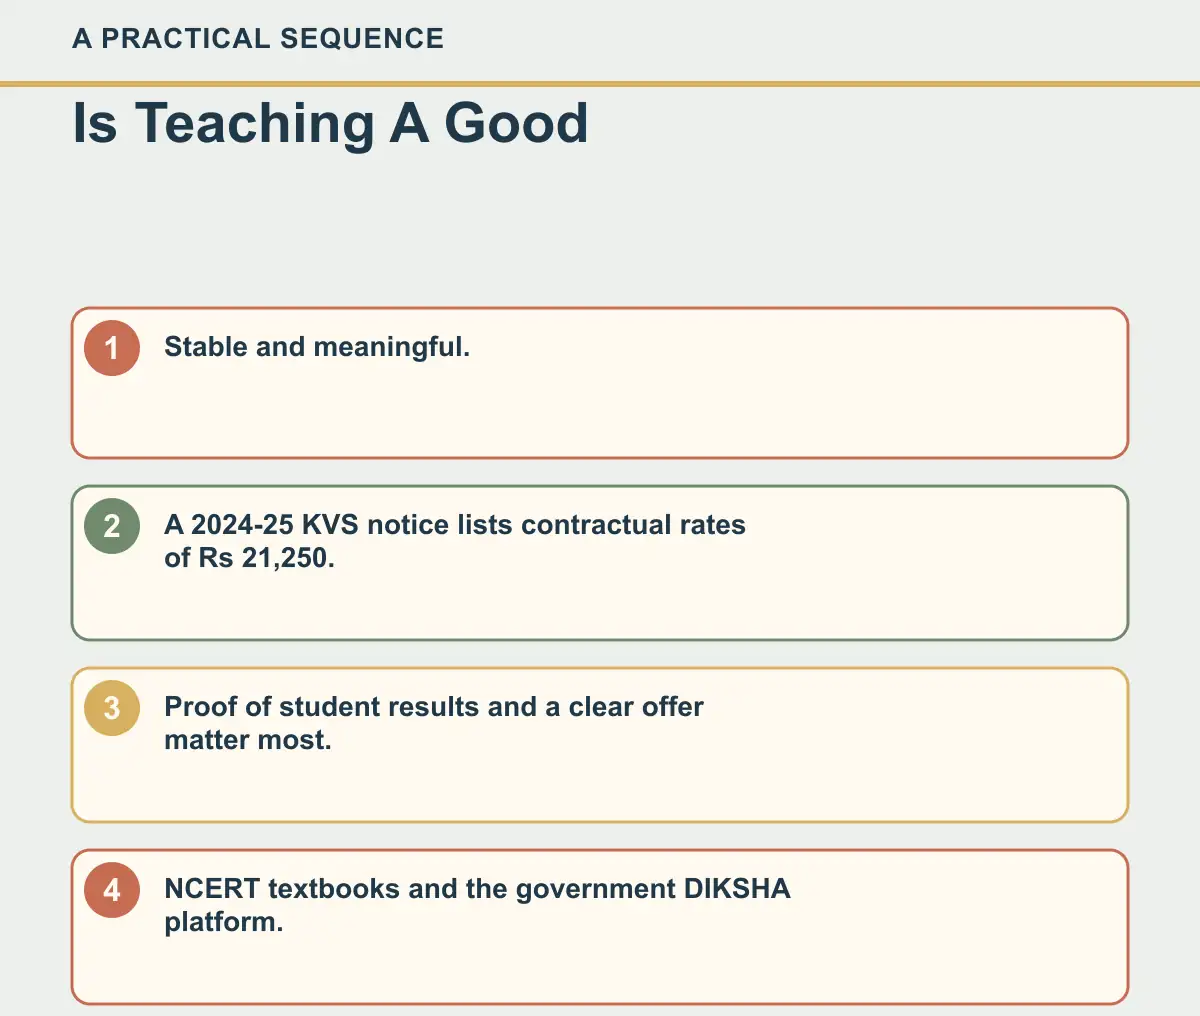 A PRACTICAL SEQUENCE
Is Teaching A Good
1
Stable and meaningful.
2
A 2024-25 KVS notice lists contractual rates
of Rs 21,250.
3
Proof of student results and a clear offer
matter most.
4
NCERT textbooks and the government DIKSHA
platform.